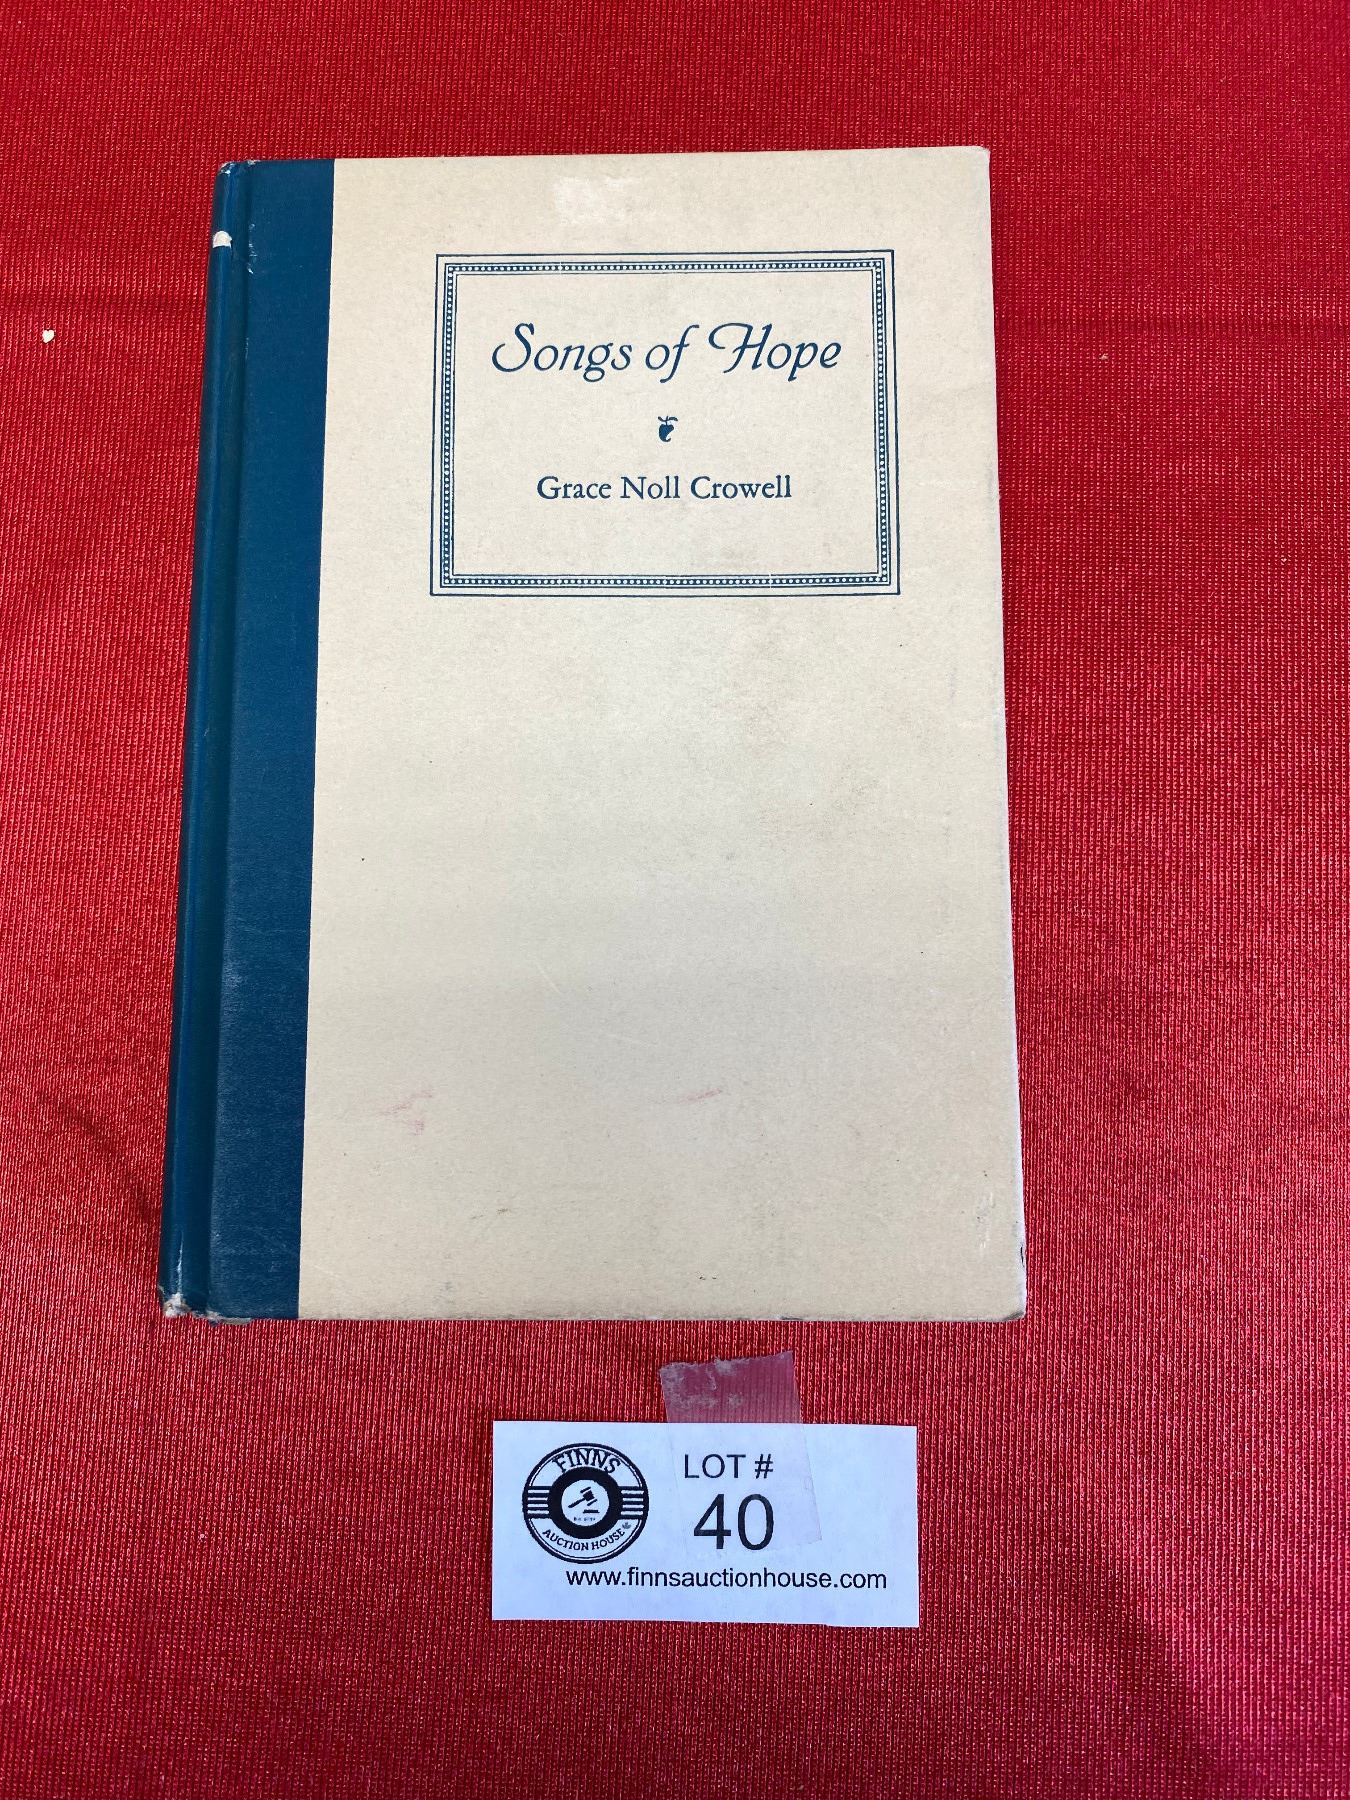 Songs of Hope
Grace Noll Crowell
FINNS
AUCTION HOUSE
LOT #
40
www.finnsauctionhouse.com